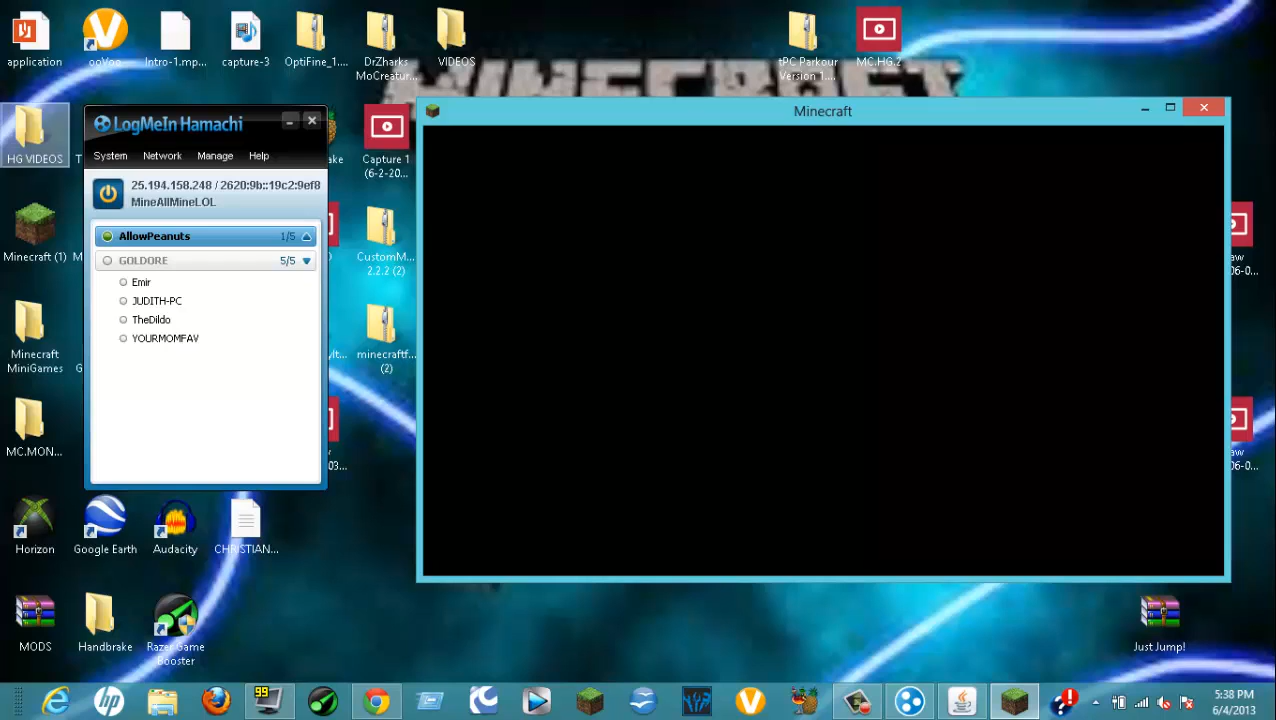 application
ooVoo
Intro-1.mp...
capture-3
OptiFine_1....
DrZharks
MoCreatur...
VIDEOS
tPC Parkour
Version 1....
MC.HG.2
MINECRAFT
HG VIDEOS
Capture 1
(6-2-20...
LogMeIn Hamachi
System Network Manage Help
25.194.158.248 / 2620:9b::19c2:9ef8
MineAllMineLOL
AllowPeanuts 1/5
GOLDORE 5/5
Emir
JUDITH-PC
TheDildo
YOURMOMFAV
Minecraft
Minecraft (1)
CustomM...
2.2.2 (2)
Minecraft
MiniGames
minecraftf...
(2)
MC.MON...
Horizon
Google Earth
Audacity
CHRISTIAN...
MODS
Handbrake
Razer Game
Booster
Just Jump!
99
5:38 PM
6/4/2013